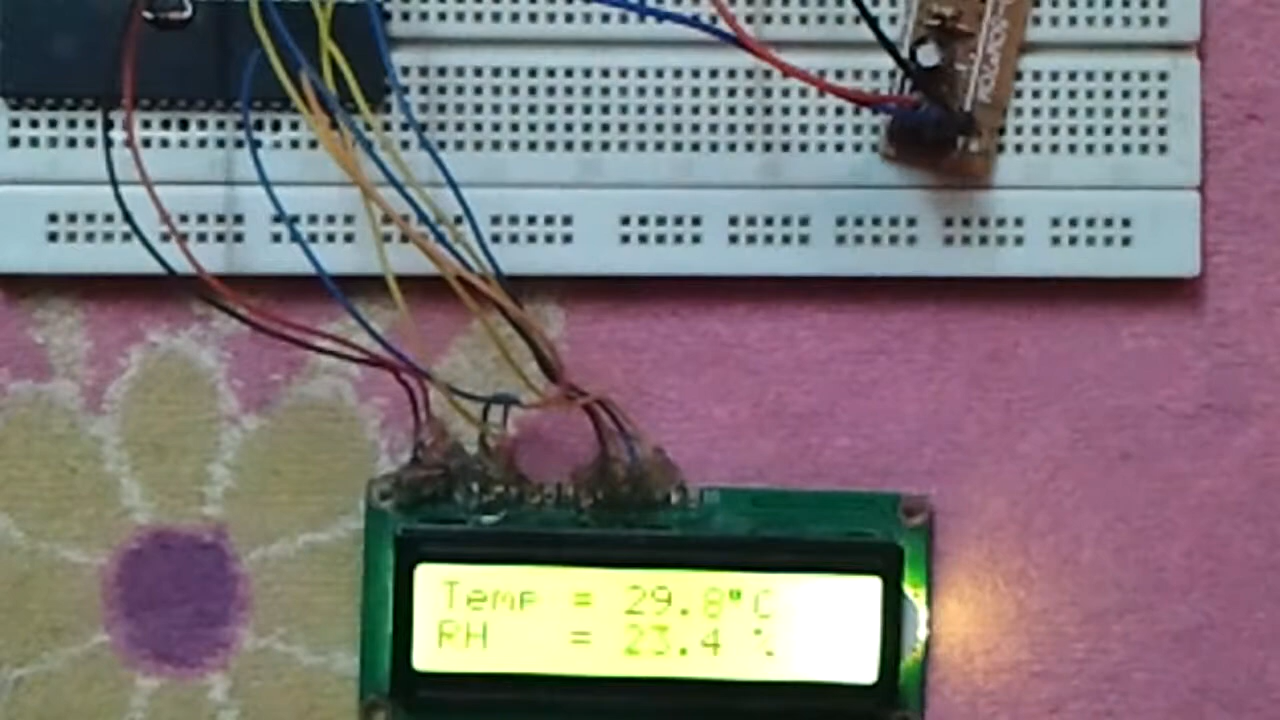 Temp = 29.8°C
RH = 23.4 %